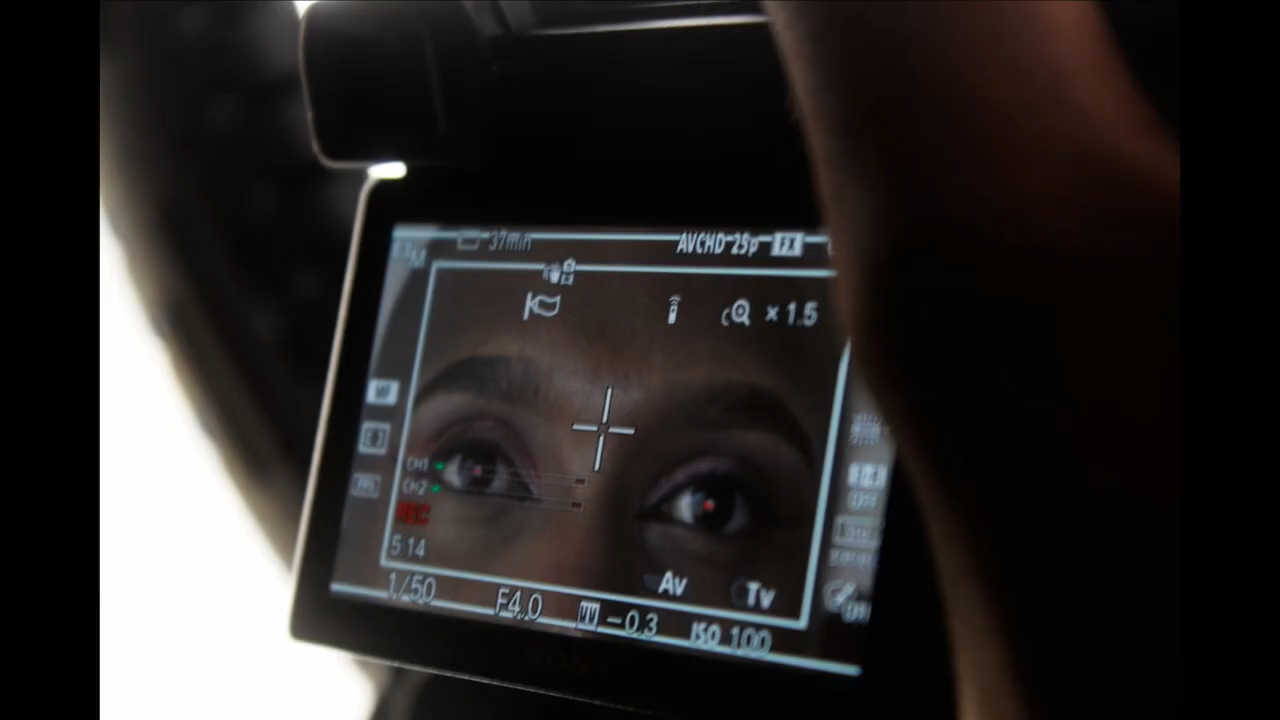 37min AVCHD 25p FX
× 1.5
CH1
CH2
REC
5 14
Av Tv
1/50 F4.0 -0.3 ISO 100